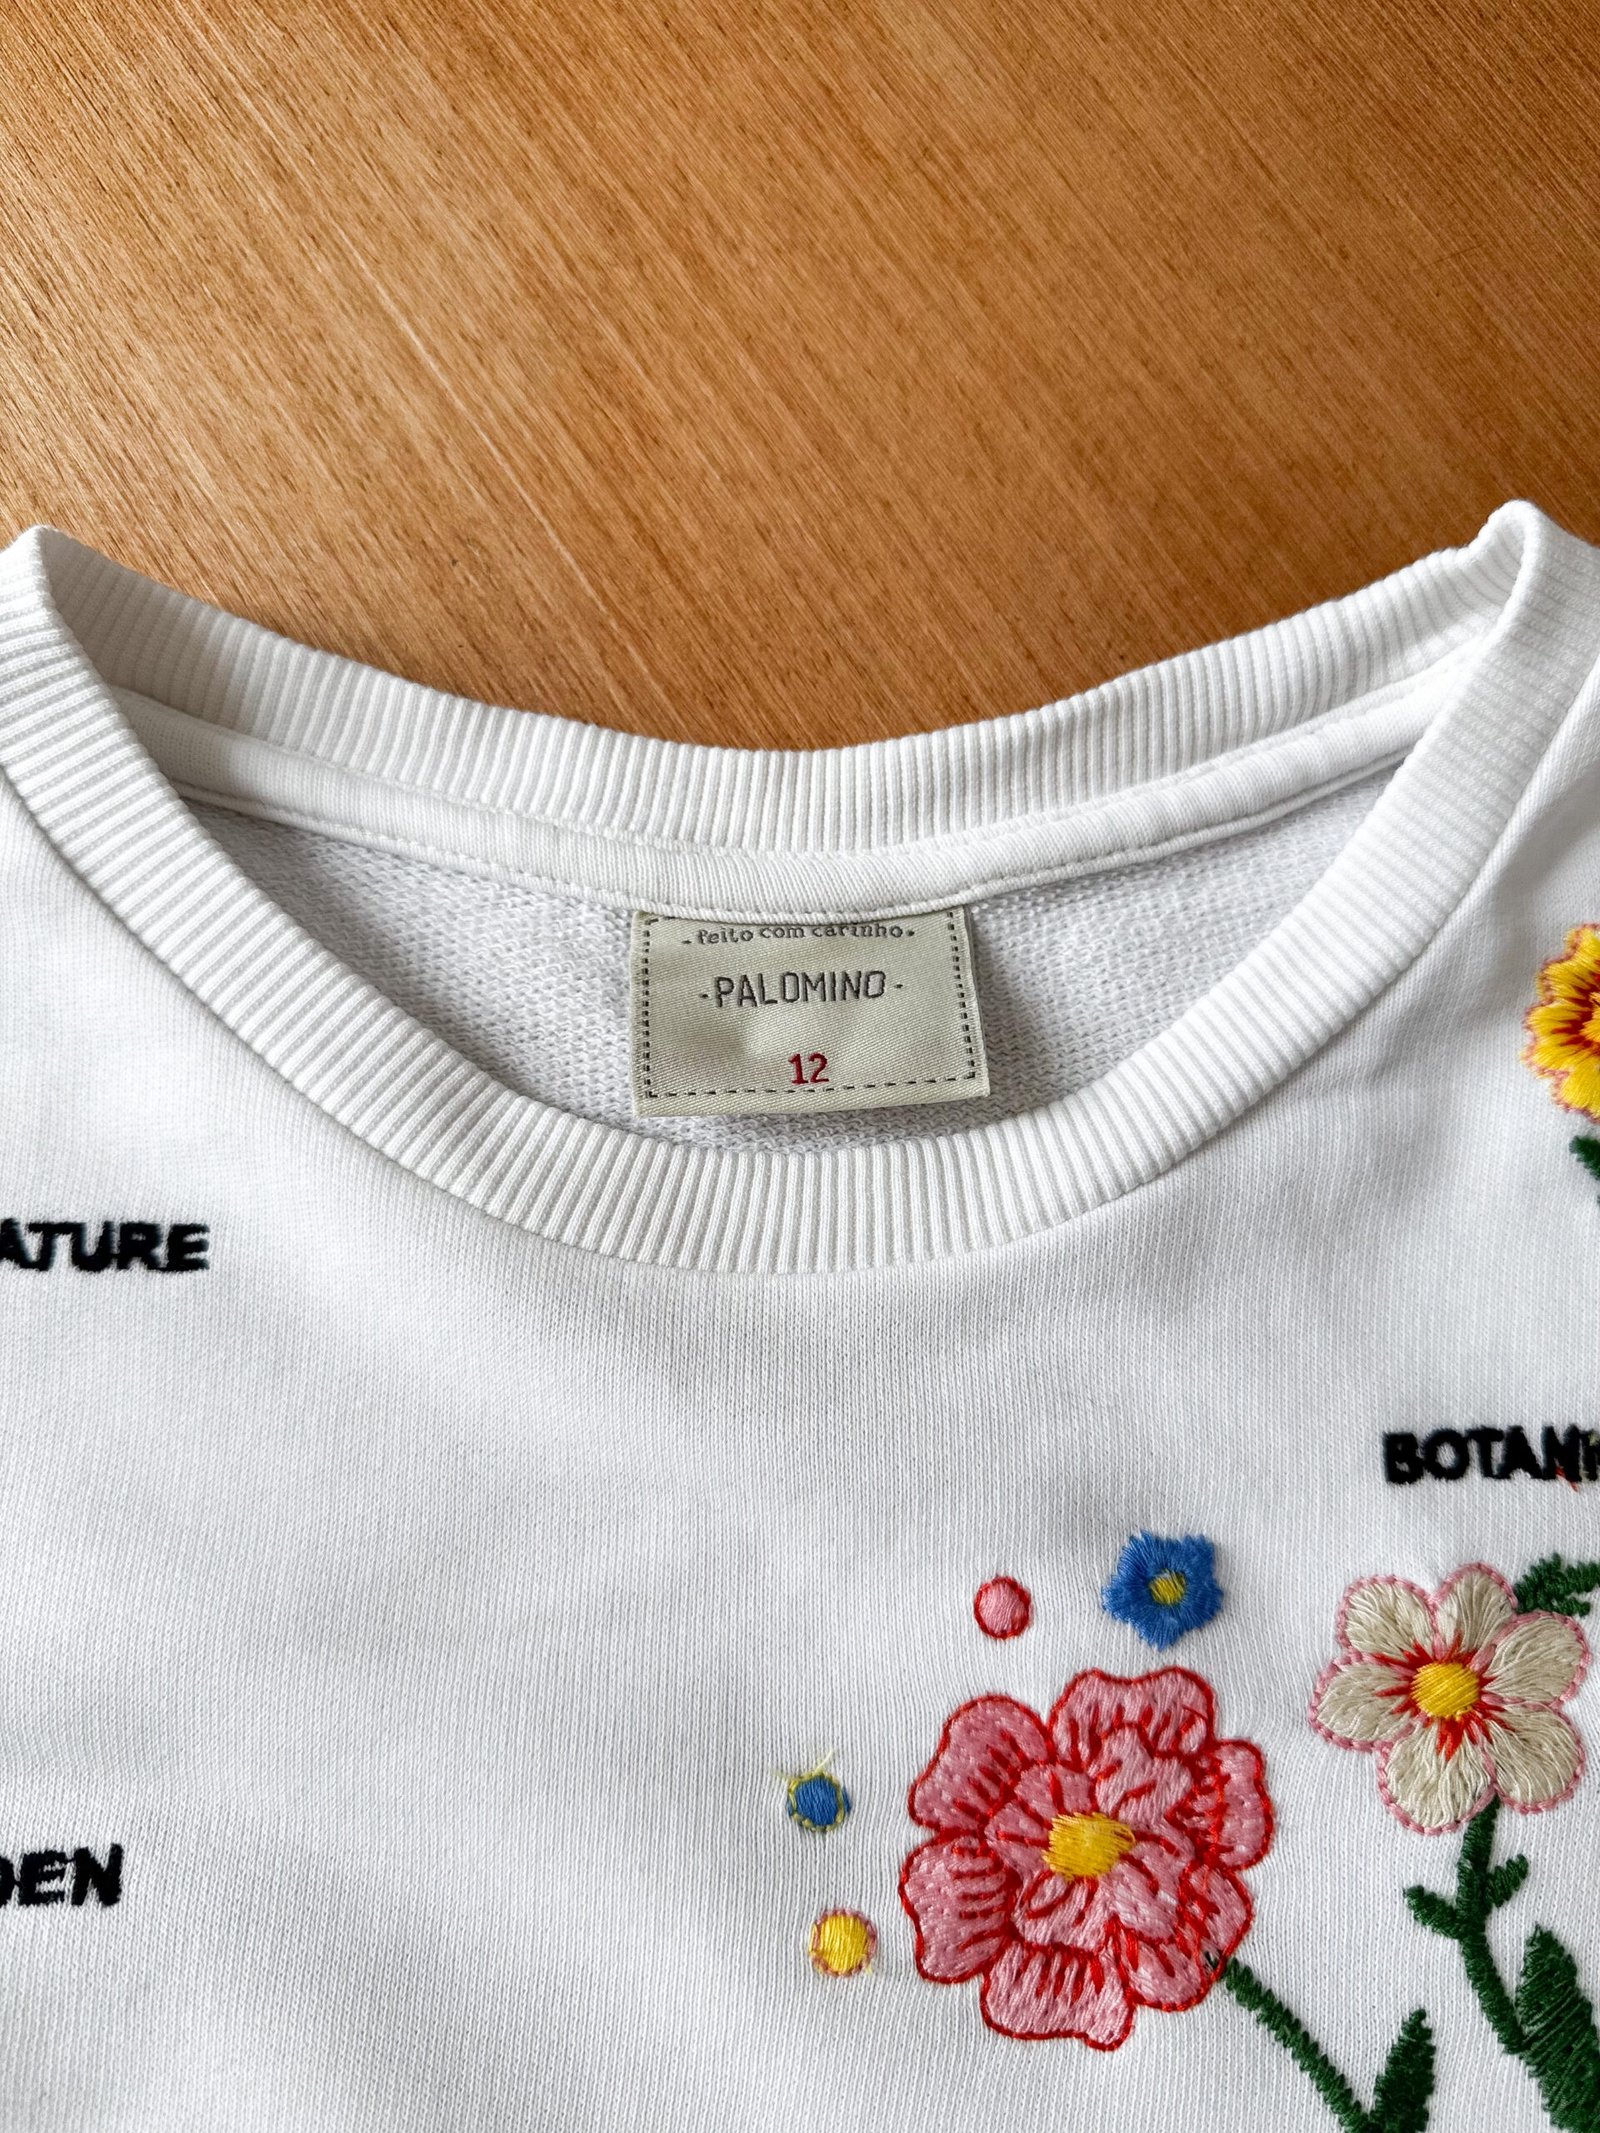 - feito com carinho -
-PALOMINO-
12
ATURE
BOTAN
DEN